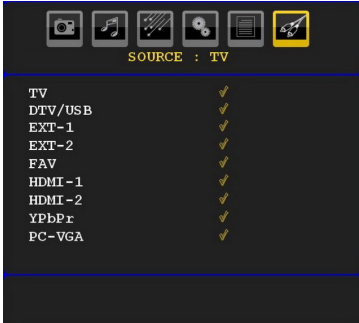 SOURCE : TV
TV
DTV/USB
EXT-1
EXT-2
FAV
HDMI-1
HDMI-2
YPbPr
PC-VGA